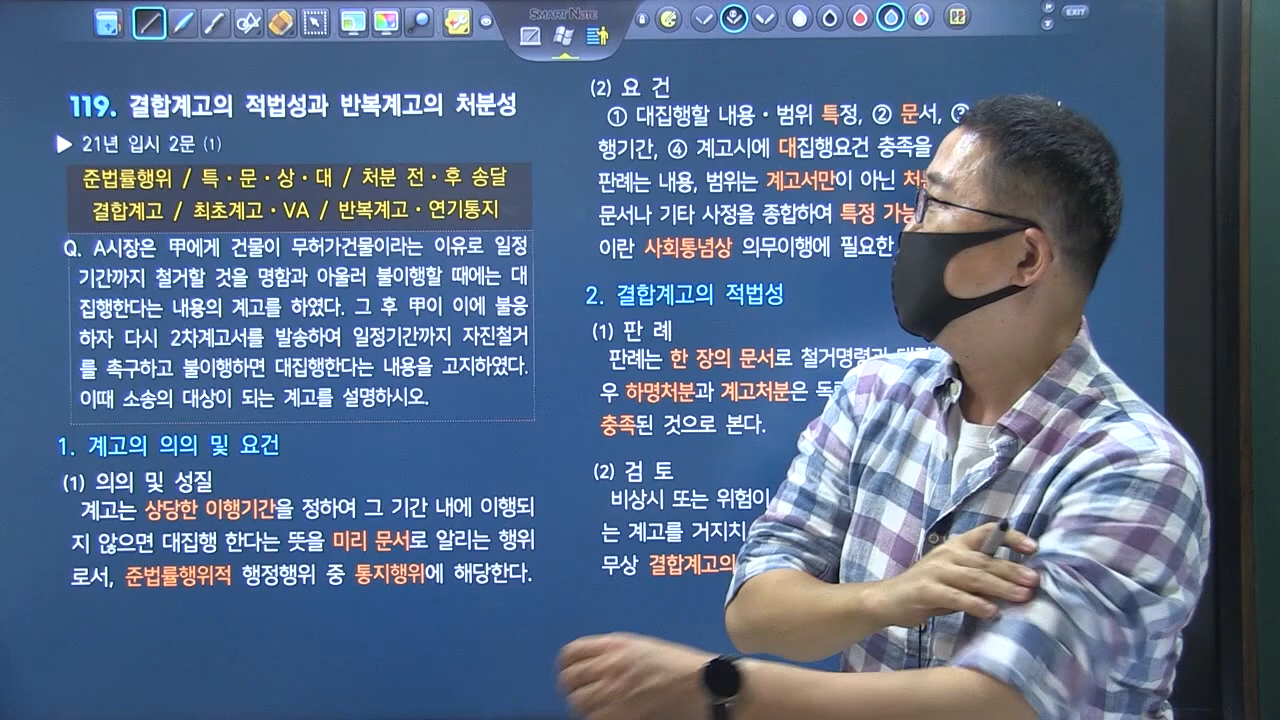 SMART NOTE
EXIT
119. 결합계고의 적법성과 반복계고의 처분성
▶ 21년 입시 2문 (1)
준법률행위 / 특・문・상・대 / 처분 전・후 송달
결합계고 / 최초계고・VA / 반복계고・연기통지
Q. A시장은 甲에게 건물이 무허가건물이라는 이유로 일정
기간까지 철거할 것을 명함과 아울러 불이행할 때에는 대
집행한다는 내용의 계고를 하였다. 그 후 甲이 이에 불응
하자 다시 2차계고서를 발송하여 일정기간까지 자진철거
를 촉구하고 불이행하면 대집행한다는 내용을 고지하였다.
이때 소송의 대상이 되는 계고를 설명하시오.
1. 계고의 의의 및 요건
(1) 의의 및 성질
계고는 상당한 이행기간을 정하여 그 기간 내에 이행되
지 않으면 대집행 한다는 뜻을 미리 문서로 알리는 행위
로서, 준법률행위적 행정행위 중 통지행위에 해당한다.
(2) 요 건
① 대집행할 내용・범위 특정, ② 문서, ③
행기간, ④ 계고시에 대집행요건 충족을
판례는 내용, 범위는 계고서만이 아닌
문서나 기타 사정을 종합하여 특정 가능
이란 사회통념상 의무이행에 필요한
2. 결합계고의 적법성
(1) 판 례
판례는 한 장의 문서로 철거명령과
우 하명처분과 계고처분은
충족된 것으로 본다.
(2) 검 토
비상시 또는 위험이
는 계고를 거지치
무상 결합계고의